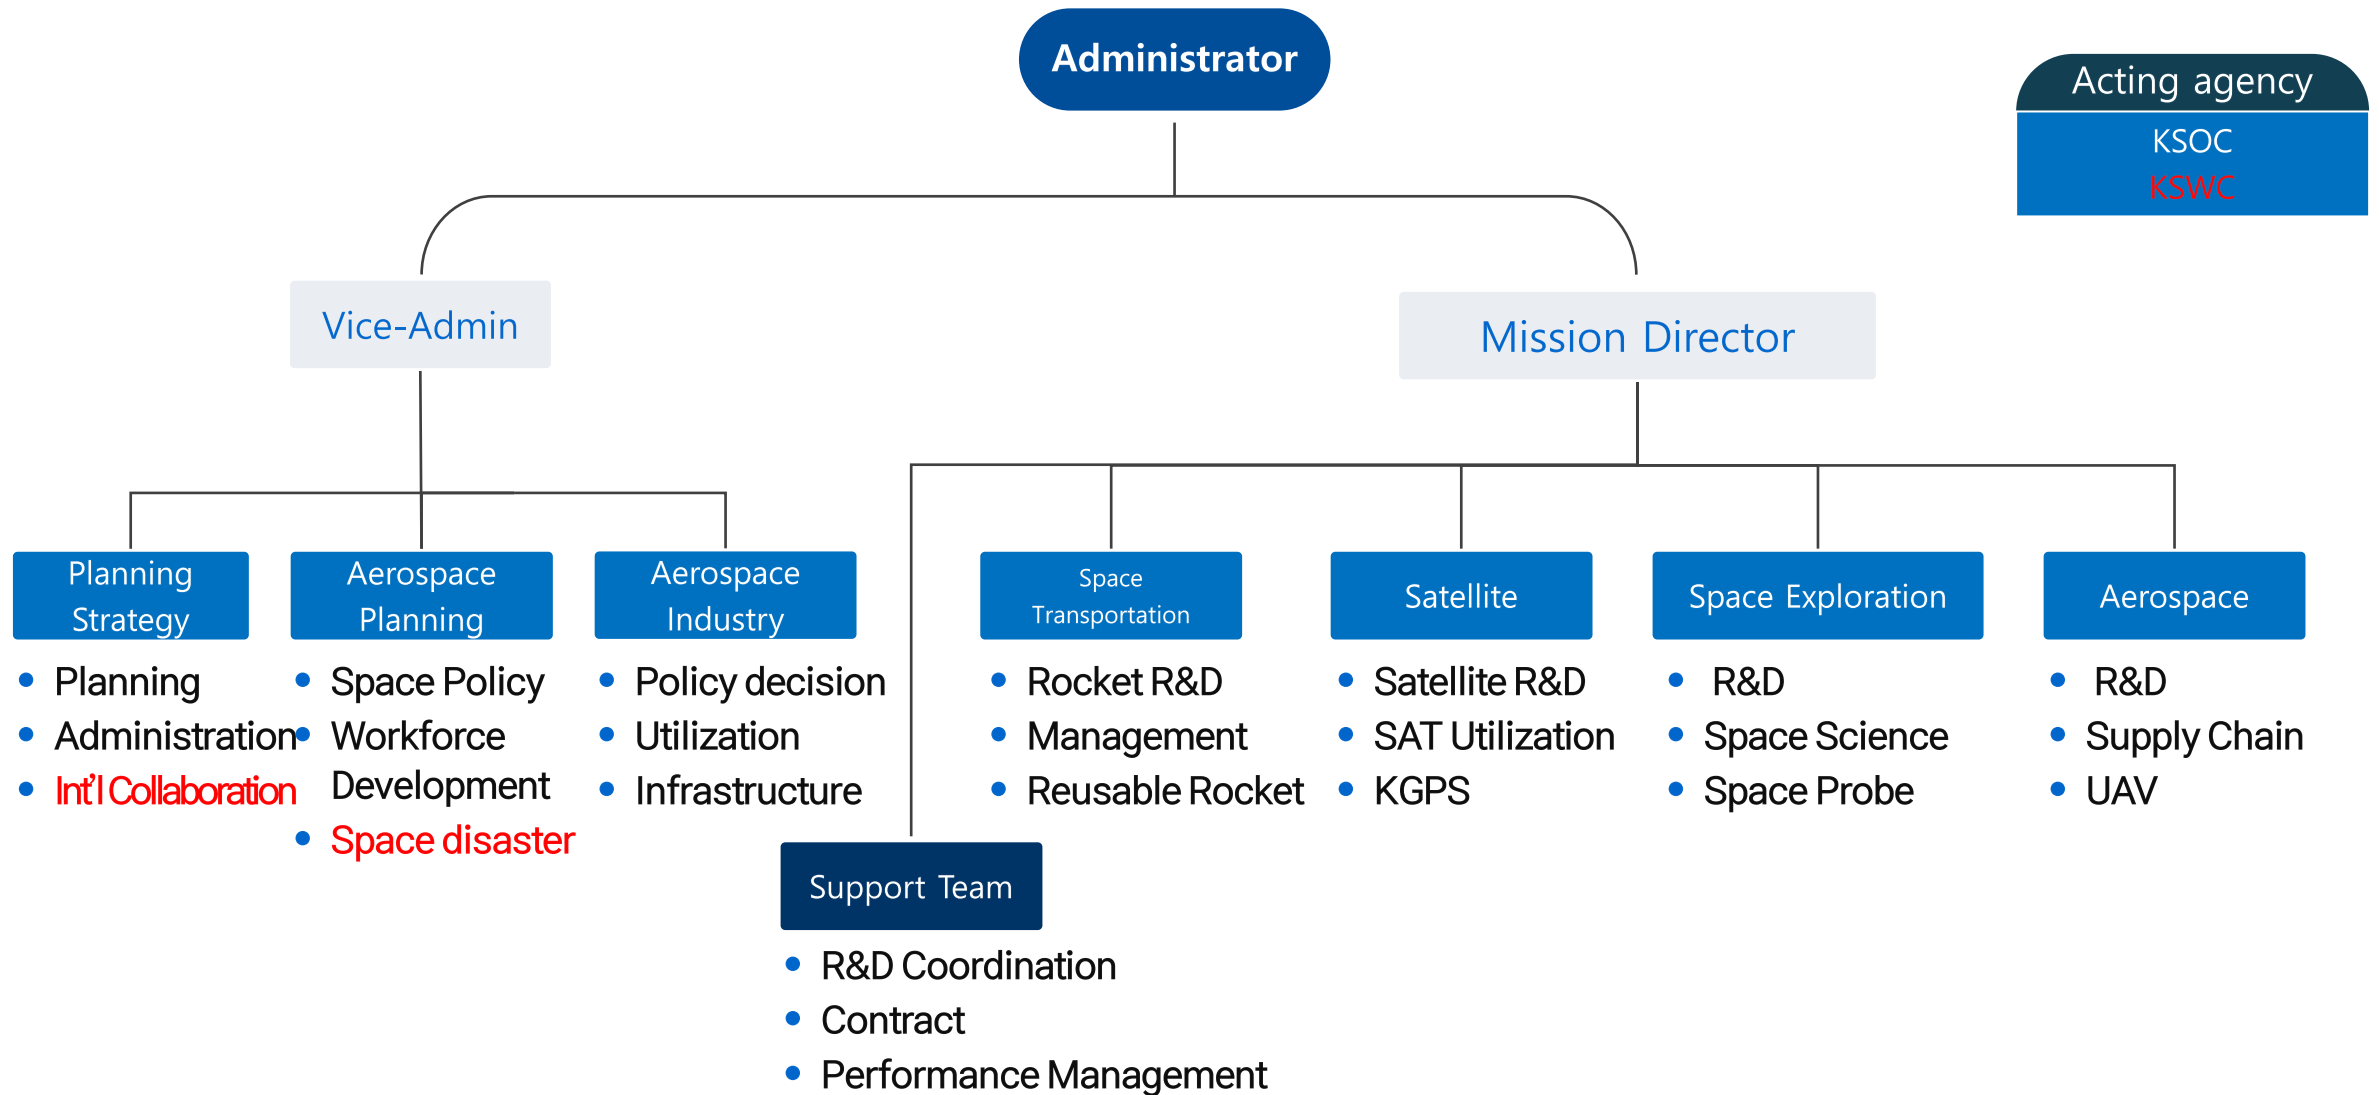 Administrator
Acting agency
KSOC
KSWC
Vice-Admin
Mission Director
Planning
Strategy
Aerospace
Planning
Aerospace
Industry
Space
Transportation
Satellite
Space Exploration
Aerospace
Planning
Administration
Int'l Collaboration
Space Policy
Workforce
Development
Space disaster
Policy decision
Utilization
Infrastructure
Rocket R&D
Management
Reusable Rocket
Satellite R&D
SAT Utilization
KGPS
R&D
Space Science
Space Probe
R&D
Supply Chain
UAV
Support Team
R&D Coordination
Contract
Performance Management